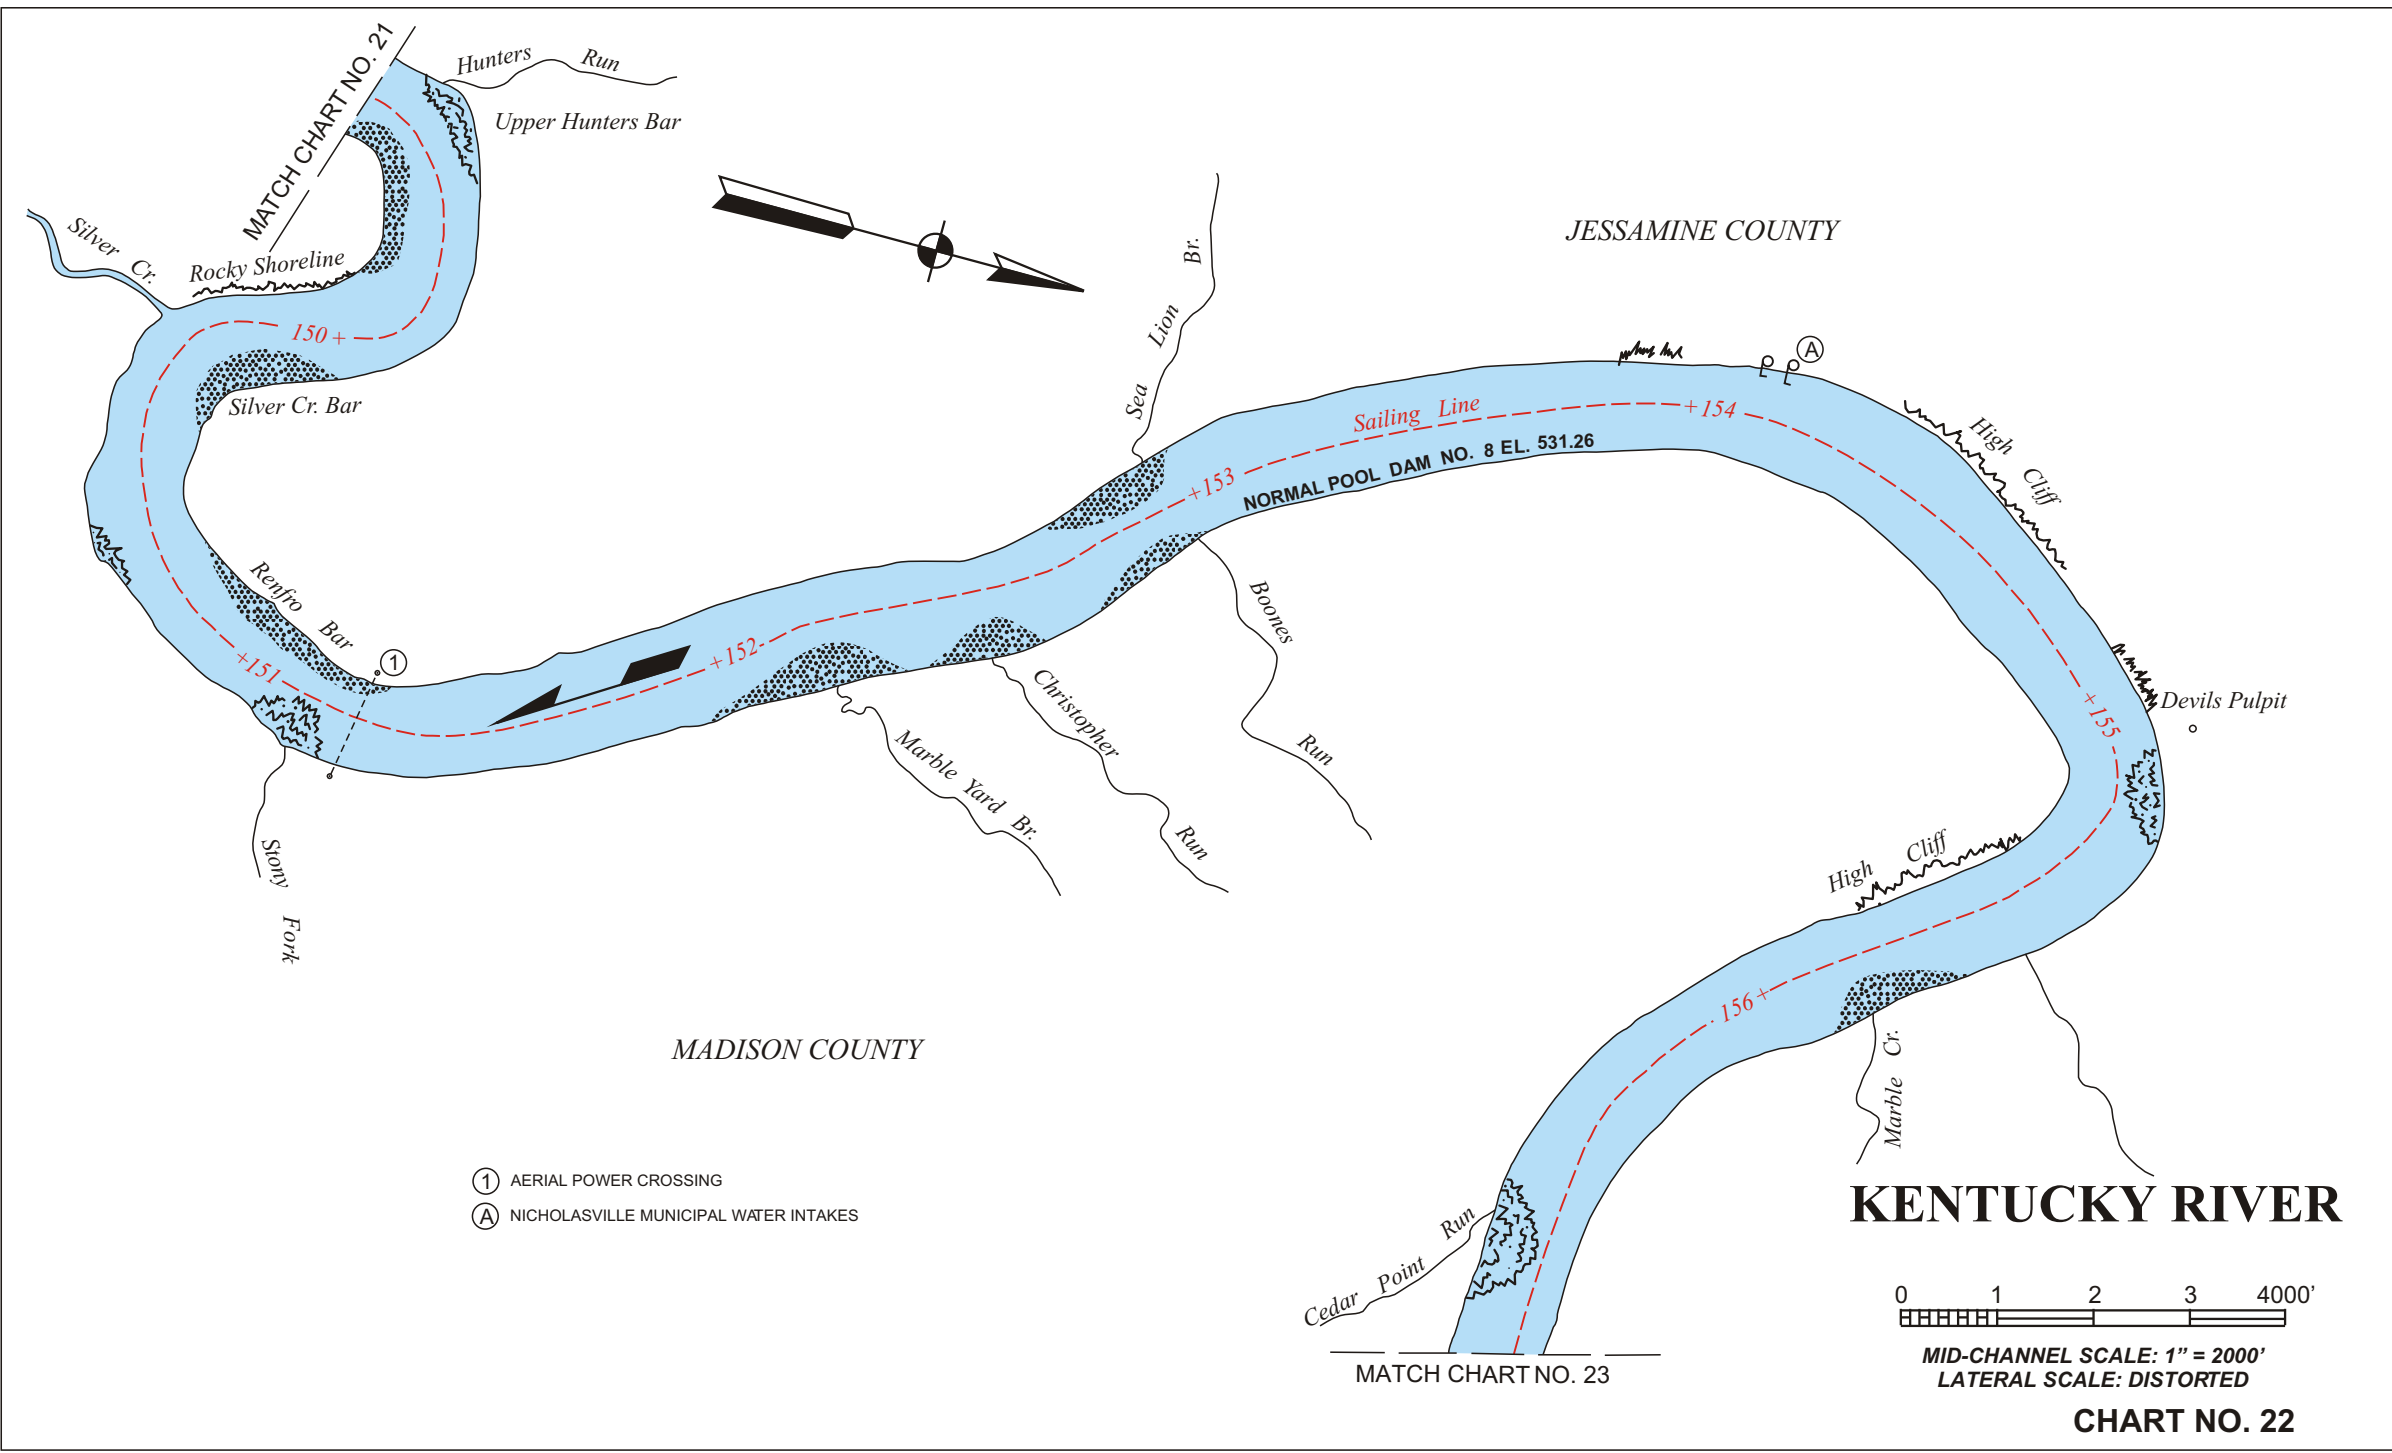 MATCH CHART NO. 21
Hunters Run
Upper Hunters Bar
Silver Cr.
Rocky Shoreline
150 +
Silver Cr. Bar
Sea Lion Br.
JESSAMINE COUNTY
A
Sailing Line
+154
NORMAL POOL DAM NO. 8 EL. 531.26
+153
High Cliff
Renfro Bar
1
+151
+152
Boones Run
Christopher Run
Marble Yard Br.
Stony Fork
+155
Devils Pulpit
High Cliff
156 +
Marble Cr.
MADISON COUNTY
1 AERIAL POWER CROSSING
A NICHOLASVILLE MUNICIPAL WATER INTAKES
Cedar Point Run
MATCH CHART NO. 23
KENTUCKY RIVER
0 1 2 3 4000’
MID-CHANNEL SCALE: 1” = 2000’
LATERAL SCALE: DISTORTED
CHART NO. 22